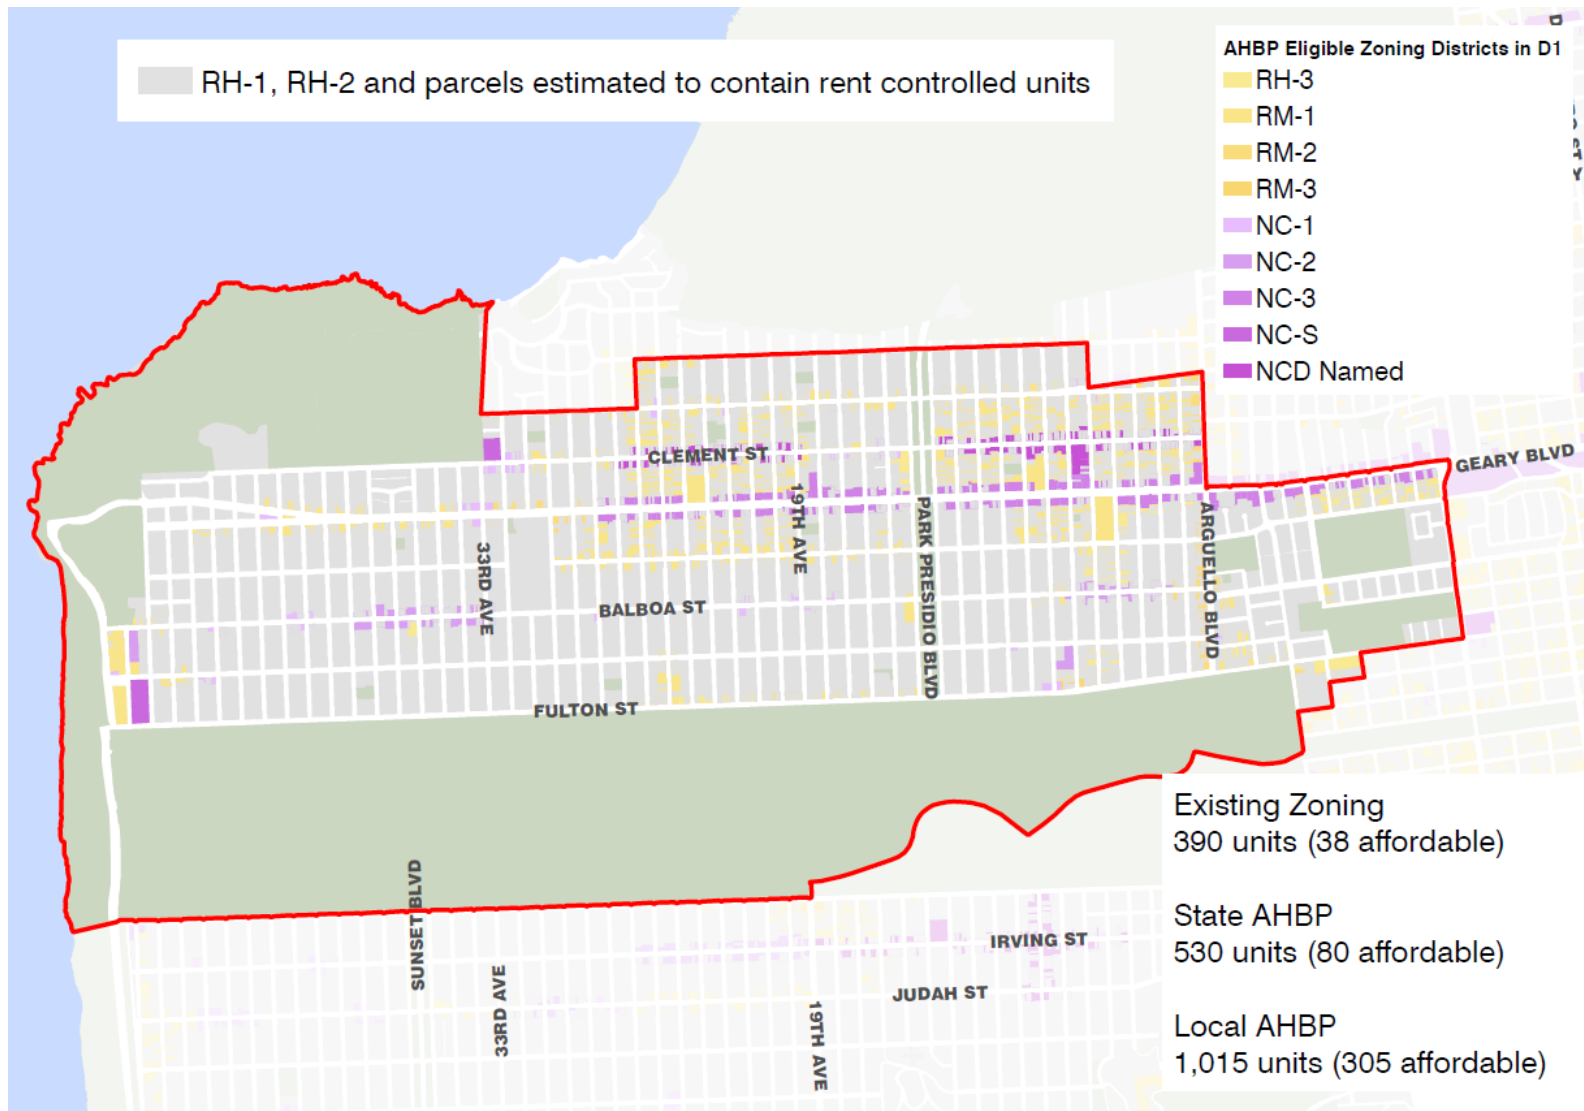 RH-1, RH-2 and parcels estimated to contain rent controlled units
AHBP Eligible Zoning Districts in D1
RH-3
RM-1
RM-2
RM-3
NC-1
NC-2
NC-3
NC-S
NCD Named
CLEMENT ST
GEARY BLVD
19TH AVE
PARK PRESIDIO BLVD
ARGUELLO BLVD
33RD AVE
BALBOA ST
FULTON ST
SUNSET BLVD
33RD AVE
19TH AVE
IRVING ST
JUDAH ST
Existing Zoning
390 units (38 affordable)
State AHBP
530 units (80 affordable)
Local AHBP
1,015 units (305 affordable)